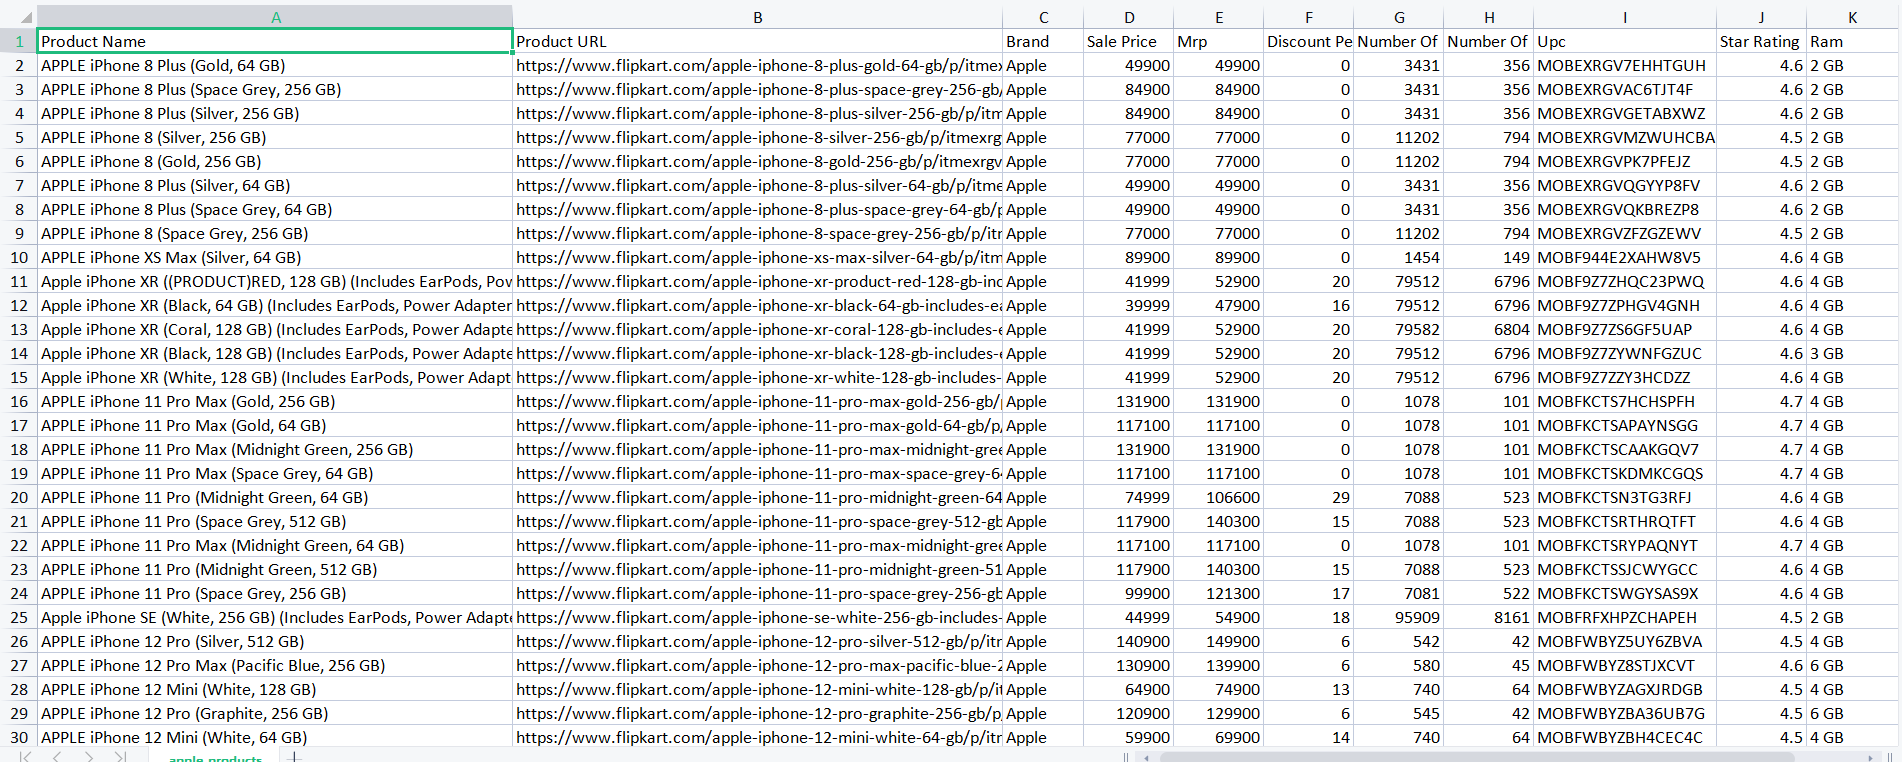 A B C D E F G H I J K
1 Product Name Product URL Brand Sale Price Mrp Discount Pe Number Of Number Of Upc Star Rating Ram
2 APPLE iPhone 8 Plus (Gold, 64 GB) https://www.flipkart.com/apple-iphone-8-plus-gold-64-gb/p/itmex Apple 49900 49900 0 3431 356 MOBEXRGV7EHHTGUH 4.6 2 GB
3 APPLE iPhone 8 Plus (Space Grey, 256 GB) https://www.flipkart.com/apple-iphone-8-plus-space-grey-256-gb/ Apple 84900 84900 0 3431 356 MOBEXRGVAC6TJT4F 4.6 2 GB
4 APPLE iPhone 8 Plus (Silver, 256 GB) https://www.flipkart.com/apple-iphone-8-plus-silver-256-gb/p/itm Apple 84900 84900 0 3431 356 MOBEXRGVGETABXWZ 4.6 2 GB
5 APPLE iPhone 8 (Silver, 256 GB) https://www.flipkart.com/apple-iphone-8-silver-256-gb/p/itmexrg Apple 77000 77000 0 11202 794 MOBEXRGVMZWUHCBA 4.5 2 GB
6 APPLE iPhone 8 (Gold, 256 GB) https://www.flipkart.com/apple-iphone-8-gold-256-gb/p/itmexrgv Apple 77000 77000 0 11202 794 MOBEXRGVPK7PFEJZ 4.5 2 GB
7 APPLE iPhone 8 Plus (Silver, 64 GB) https://www.flipkart.com/apple-iphone-8-plus-silver-64-gb/p/itme Apple 49900 49900 0 3431 356 MOBEXRGVQGYYP8FV 4.6 2 GB
8 APPLE iPhone 8 Plus (Space Grey, 64 GB) https://www.flipkart.com/apple-iphone-8-plus-space-grey-64-gb/p Apple 49900 49900 0 3431 356 MOBEXRGVQKBREZP8 4.6 2 GB
9 APPLE iPhone 8 (Space Grey, 256 GB) https://www.flipkart.com/apple-iphone-8-space-grey-256-gb/p/itr Apple 77000 77000 0 11202 794 MOBEXRGVZFZGZEWV 4.5 2 GB
10 APPLE iPhone XS Max (Silver, 64 GB) https://www.flipkart.com/apple-iphone-xs-max-silver-64-gb/p/itm Apple 89900 89900 0 1454 149 MOBF944E2XAHW8V5 4.6 4 GB
11 Apple iPhone XR ((PRODUCT)RED, 128 GB) (Includes EarPods, Pow https://www.flipkart.com/apple-iphone-xr-product-red-128-gb-inc Apple 41999 52900 20 79512 6796 MOBF9Z7ZHQC23PWQ 4.6 4 GB
12 Apple iPhone XR (Black, 64 GB) (Includes EarPods, Power Adapter https://www.flipkart.com/apple-iphone-xr-black-64-gb-includes-ea Apple 39999 47900 16 79512 6796 MOBF9Z7ZPHGV4GNH 4.6 4 GB
13 Apple iPhone XR (Coral, 128 GB) (Includes EarPods, Power Adapte https://www.flipkart.com/apple-iphone-xr-coral-128-gb-includes-e Apple 41999 52900 20 79582 6804 MOBF9Z7ZS6GF5UAP 4.6 4 GB
14 Apple iPhone XR (Black, 128 GB) (Includes EarPods, Power Adapte https://www.flipkart.com/apple-iphone-xr-black-128-gb-includes-e Apple 41999 52900 20 79512 6796 MOBF9Z7ZYWNFGZUC 4.6 3 GB
15 Apple iPhone XR (White, 128 GB) (Includes EarPods, Power Adapt https://www.flipkart.com/apple-iphone-xr-white-128-gb-includes- Apple 41999 52900 20 79512 6796 MOBF9Z7ZZY3HCDZZ 4.6 4 GB
16 APPLE iPhone 11 Pro Max (Gold, 256 GB) https://www.flipkart.com/apple-iphone-11-pro-max-gold-256-gb/ Apple 131900 131900 0 1078 101 MOBFKCTS7HCHSPFH 4.7 4 GB
17 APPLE iPhone 11 Pro Max (Gold, 64 GB) https://www.flipkart.com/apple-iphone-11-pro-max-gold-64-gb/p, Apple 117100 117100 0 1078 101 MOBFKCTSAPAYNSGG 4.7 4 GB
18 APPLE iPhone 11 Pro Max (Midnight Green, 256 GB) https://www.flipkart.com/apple-iphone-11-pro-max-midnight-gree Apple 131900 131900 0 1078 101 MOBFKCTSCAAKGQV7 4.7 4 GB
19 APPLE iPhone 11 Pro Max (Space Grey, 64 GB) https://www.flipkart.com/apple-iphone-11-pro-max-space-grey-6 Apple 117100 117100 0 1078 101 MOBFKCTSKDMKCGQS 4.7 4 GB
20 APPLE iPhone 11 Pro (Midnight Green, 64 GB) https://www.flipkart.com/apple-iphone-11-pro-midnight-green-64 Apple 74999 106600 29 7088 523 MOBFKCTSN3TG3RFJ 4.6 4 GB
21 APPLE iPhone 11 Pro (Space Grey, 512 GB) https://www.flipkart.com/apple-iphone-11-pro-space-grey-512-gb Apple 117900 140300 15 7088 523 MOBFKCTSRTHRQTFT 4.6 4 GB
22 APPLE iPhone 11 Pro Max (Midnight Green, 64 GB) https://www.flipkart.com/apple-iphone-11-pro-max-midnight-gree Apple 117100 117100 0 1078 101 MOBFKCTSRYPAQNYT 4.7 4 GB
23 APPLE iPhone 11 Pro (Midnight Green, 512 GB) https://www.flipkart.com/apple-iphone-11-pro-midnight-green-51 Apple 117900 140300 15 7088 523 MOBFKCTSSJCWYGCC 4.6 4 GB
24 APPLE iPhone 11 Pro (Space Grey, 256 GB) https://www.flipkart.com/apple-iphone-11-pro-space-grey-256-gb Apple 99900 121300 17 7081 522 MOBFKCTSWGYSAS9X 4.6 4 GB
25 Apple iPhone SE (White, 256 GB) (Includes EarPods, Power Adapte https://www.flipkart.com/apple-iphone-se-white-256-gb-includes- Apple 44999 54900 18 95909 8161 MOBFRFXHPZCHAPEH 4.5 2 GB
26 APPLE iPhone 12 Pro (Silver, 512 GB) https://www.flipkart.com/apple-iphone-12-pro-silver-512-gb/p/itr Apple 140900 149900 6 542 42 MOBFWBYZ5UY6ZBVA 4.5 4 GB
27 APPLE iPhone 12 Pro Max (Pacific Blue, 256 GB) https://www.flipkart.com/apple-iphone-12-pro-max-pacific-blue-2 Apple 130900 139900 6 580 45 MOBFWBYZ8STJXCVT 4.6 6 GB
28 APPLE iPhone 12 Mini (White, 128 GB) https://www.flipkart.com/apple-iphone-12-mini-white-128-gb/p/it Apple 64900 74900 13 740 64 MOBFWBYZAGXJRDGB 4.5 4 GB
29 APPLE iPhone 12 Pro (Graphite, 256 GB) https://www.flipkart.com/apple-iphone-12-pro-graphite-256-gb/p, Apple 120900 129900 6 545 42 MOBFWBYZBA36UB7G 4.5 6 GB
30 APPLE iPhone 12 Mini (White, 64 GB) https://www.flipkart.com/apple-iphone-12-mini-white-64-gb/p/itr Apple 59900 69900 14 740 64 MOBFWBYZBH4CEC4C 4.5 4 GB
apple products